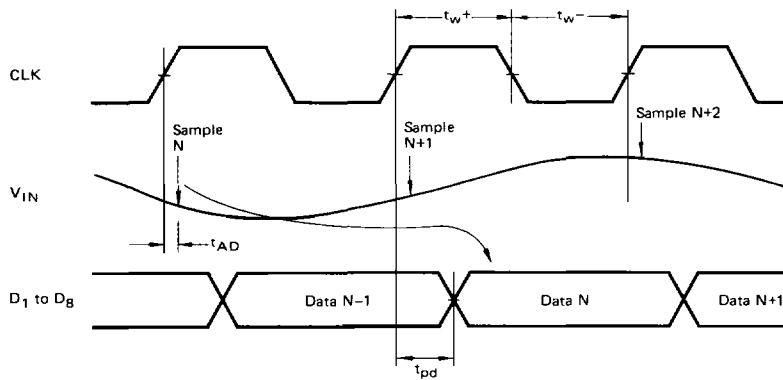 t_w+ t_w−
CLK
Sample N
Sample N+1
Sample N+2
V_IN
t_AD
D_1 to D_8
Data N−1
Data N
Data N+1
t_pd